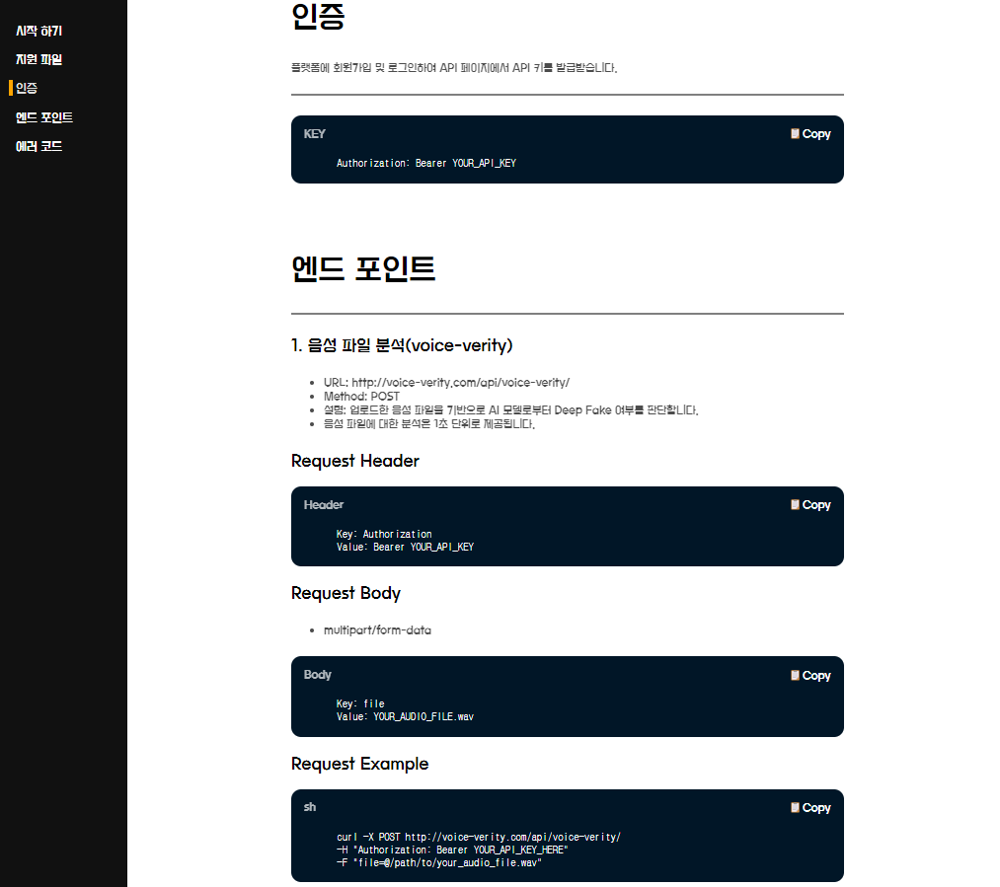 시작 하기
지원 파일
인증
엔드 포인트
에러 코드
인증
플랫폼에 회원가입 및 로그인하여 API 페이지에서 API 키를 발급받습니다.
KEY
Copy
Authorization: Bearer YOUR_API_KEY
엔드 포인트
1. 음성 파일 분석(voice-verity)
• URL: http://voice-verity.com/api/voice-verity/
• Method: POST
• 설명: 업로드한 음성 파일을 기반으로 AI 모델로부터 Deep Fake 여부를 판단합니다.
• 음성 파일에 대한 분석은 1초 단위로 제공됩니다.
Request Header
Header
Copy
Key: Authorization
Value: Bearer YOUR_API_KEY
Request Body
• multipart/form-data
Body
Copy
Key: file
Value: YOUR_AUDIO_FILE.wav
Request Example
sh
Copy
curl -X POST http://voice-verity.com/api/voice-verity/
-H "Authorization: Bearer YOUR_API_KEY_HERE"
-F "file=@/path/to/your_audio_file.wav"